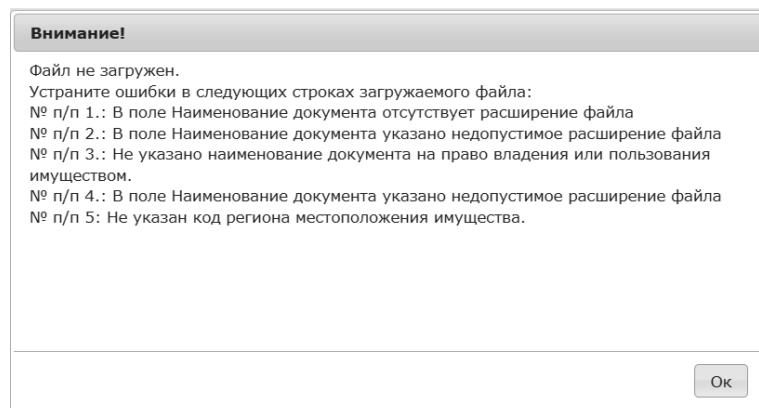 Внимание!
Файл не загружен.
Устраните ошибки в следующих строках загружаемого файла:
№ п/п 1.: В поле Наименование документа отсутствует расширение файла
№ п/п 2.: В поле Наименование документа указано недопустимое расширение файла
№ п/п 3.: Не указано наименование документа на право владения или пользования
имуществом.
№ п/п 4.: В поле Наименование документа указано недопустимое расширение файла
№ п/п 5: Не указан код региона местоположения имущества.
Ок